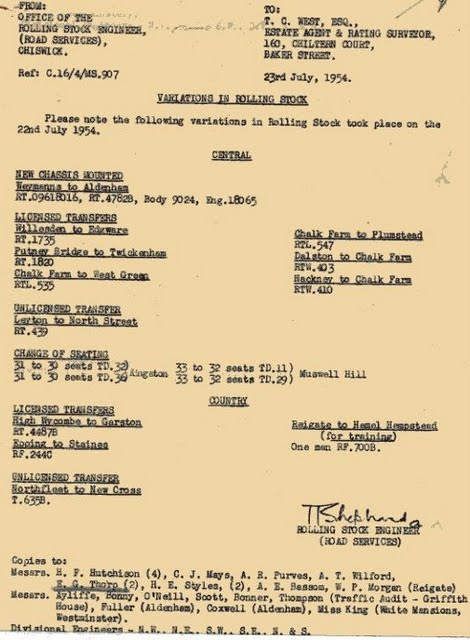 FROM:
OFFICE OF THE
ROLLING STOCK ENGINEER,
(ROAD SERVICES),
CHISWICK.
Ref: C.16/4/MS.907
TO:
T. C. WEST, ESQ.,
ESTATE AGENT & RATING SURVEYOR,
160, CHILTERN COURT,
BAKER STREET.
23rd July, 1954.
VARIATIONS IN ROLLING STOCK
Please note the following variations in Rolling Stock took place on the
22nd July 1954.
CENTRAL
NEW CHASSIS MOUNTED
Weymanns to Aldenham
RT.09618016, RT.4782B, Body 9024, Eng.18065
LICENSED TRANSFERS
Willesden to Edgware
RT.1735
Putney Bridge to Twickenham
RT.1820
Chalk Farm to West Green
RTL.535
Chalk Farm to Plumstead
RTL.547
Dalston to Chalk Farm
RTW.403
Hackney to Chalk Farm
RTW.410
UNLICENSED TRANSFER
Leyton to North Street
RT.439
CHANGE OF SEATING
31 to 30 seats TD.32) Kingston 33 to 32 seats TD.11) Muswell Hill
31 to 30 seats TD.36 33 to 32 seats TD.29)
COUNTRY
LICENSED TRANSFERS
High Wycombe to Garston
RT.4487B
Epping to Staines
RF.244C
Reigate to Hemel Hempstead
(for training)
One man RF.700B.
UNLICENSED TRANSFER
Northfleet to New Cross
T.635B.
ROLLING STOCK ENGINEER
(ROAD SERVICES)
Copies to:
Messrs. H. F. Hutchison (4), C. J. Mays, A. R. Purves, A. T. Wilford,
E. G. Thorp (2), H. E. Styles, (2), A. E. Bassom, W. P. Morgan (Reigate)
Messrs. Ayliffe, Bonny, O'Neill, Scott, Bonner, Thompson (Traffic Audit - Griffith
House), Fuller (Aldenham), Coxwell (Aldenham), Miss King (White Mansions,
Westminster).
Divisional Engineers - N.W., N.E., S.W., S.E., N. & S.